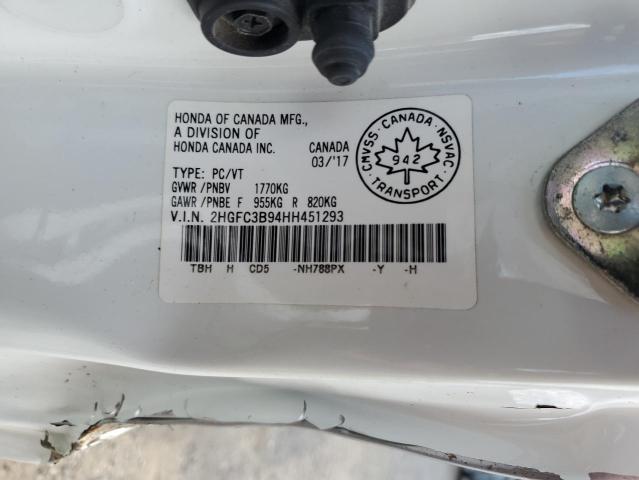 HONDA OF CANADA MFG.,
A DIVISION OF
HONDA CANADA INC.
CANADA
03/'17
TYPE: PC/VT
GVWR/PNBV 1770KG
GAWR/PNBE F 955KG R 820KG
V.I.N. 2HGFC3B94HH451293
TBH H CD5 -NH788PX -Y -H
CMVSS · CANADA · NSVAC
942
TRANSPORT